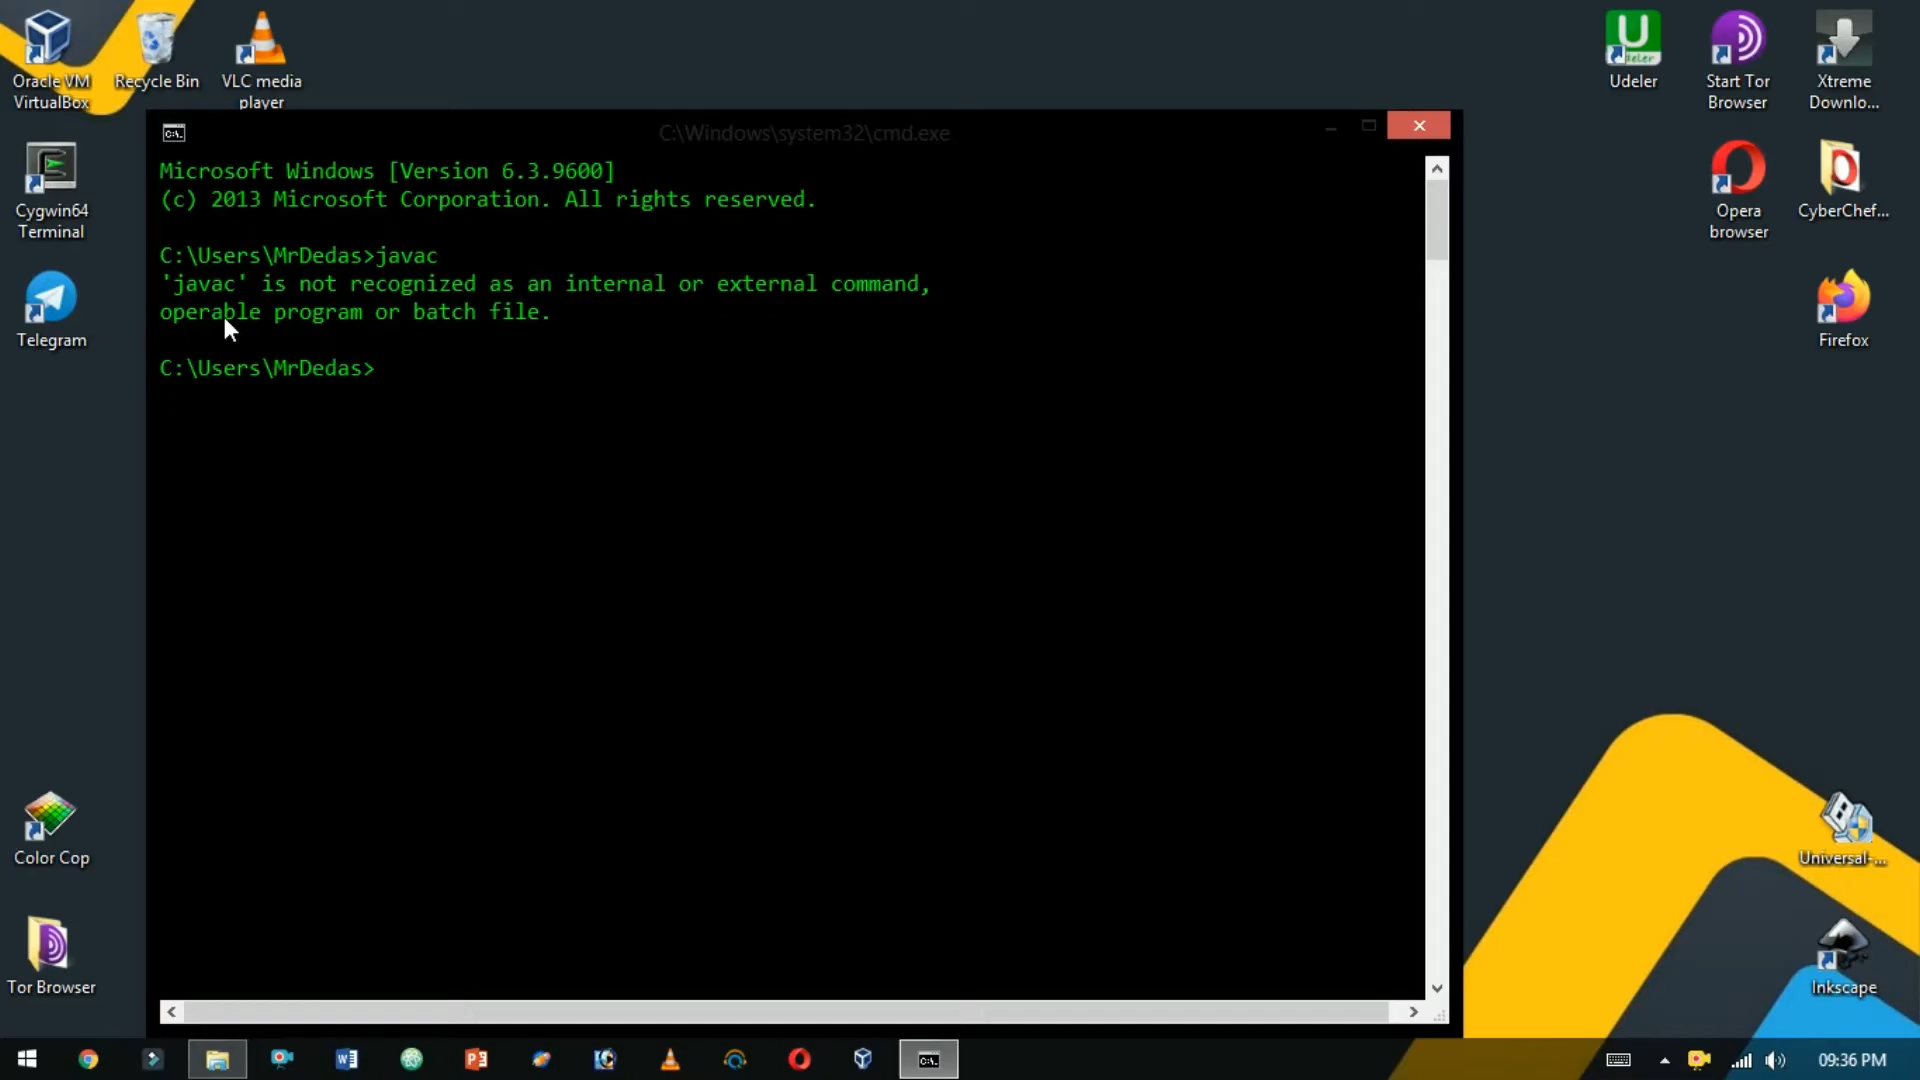 Oracle VM
VirtualBox
Recycle Bin
VLC media
player
Udeler
Start Tor
Browser
Xtreme
Downlo...
C:\Windows\system32\cmd.exe
Microsoft Windows [Version 6.3.9600]
(c) 2013 Microsoft Corporation. All rights reserved.
C:\Users\MrDedas>javac
'javac' is not recognized as an internal or external command,
operable program or batch file.
C:\Users\MrDedas>
Cygwin64
Terminal
Opera
browser
CyberChef...
Telegram
Firefox
Color Cop
Universal-...
Tor Browser
Inkscape
09:36 PM